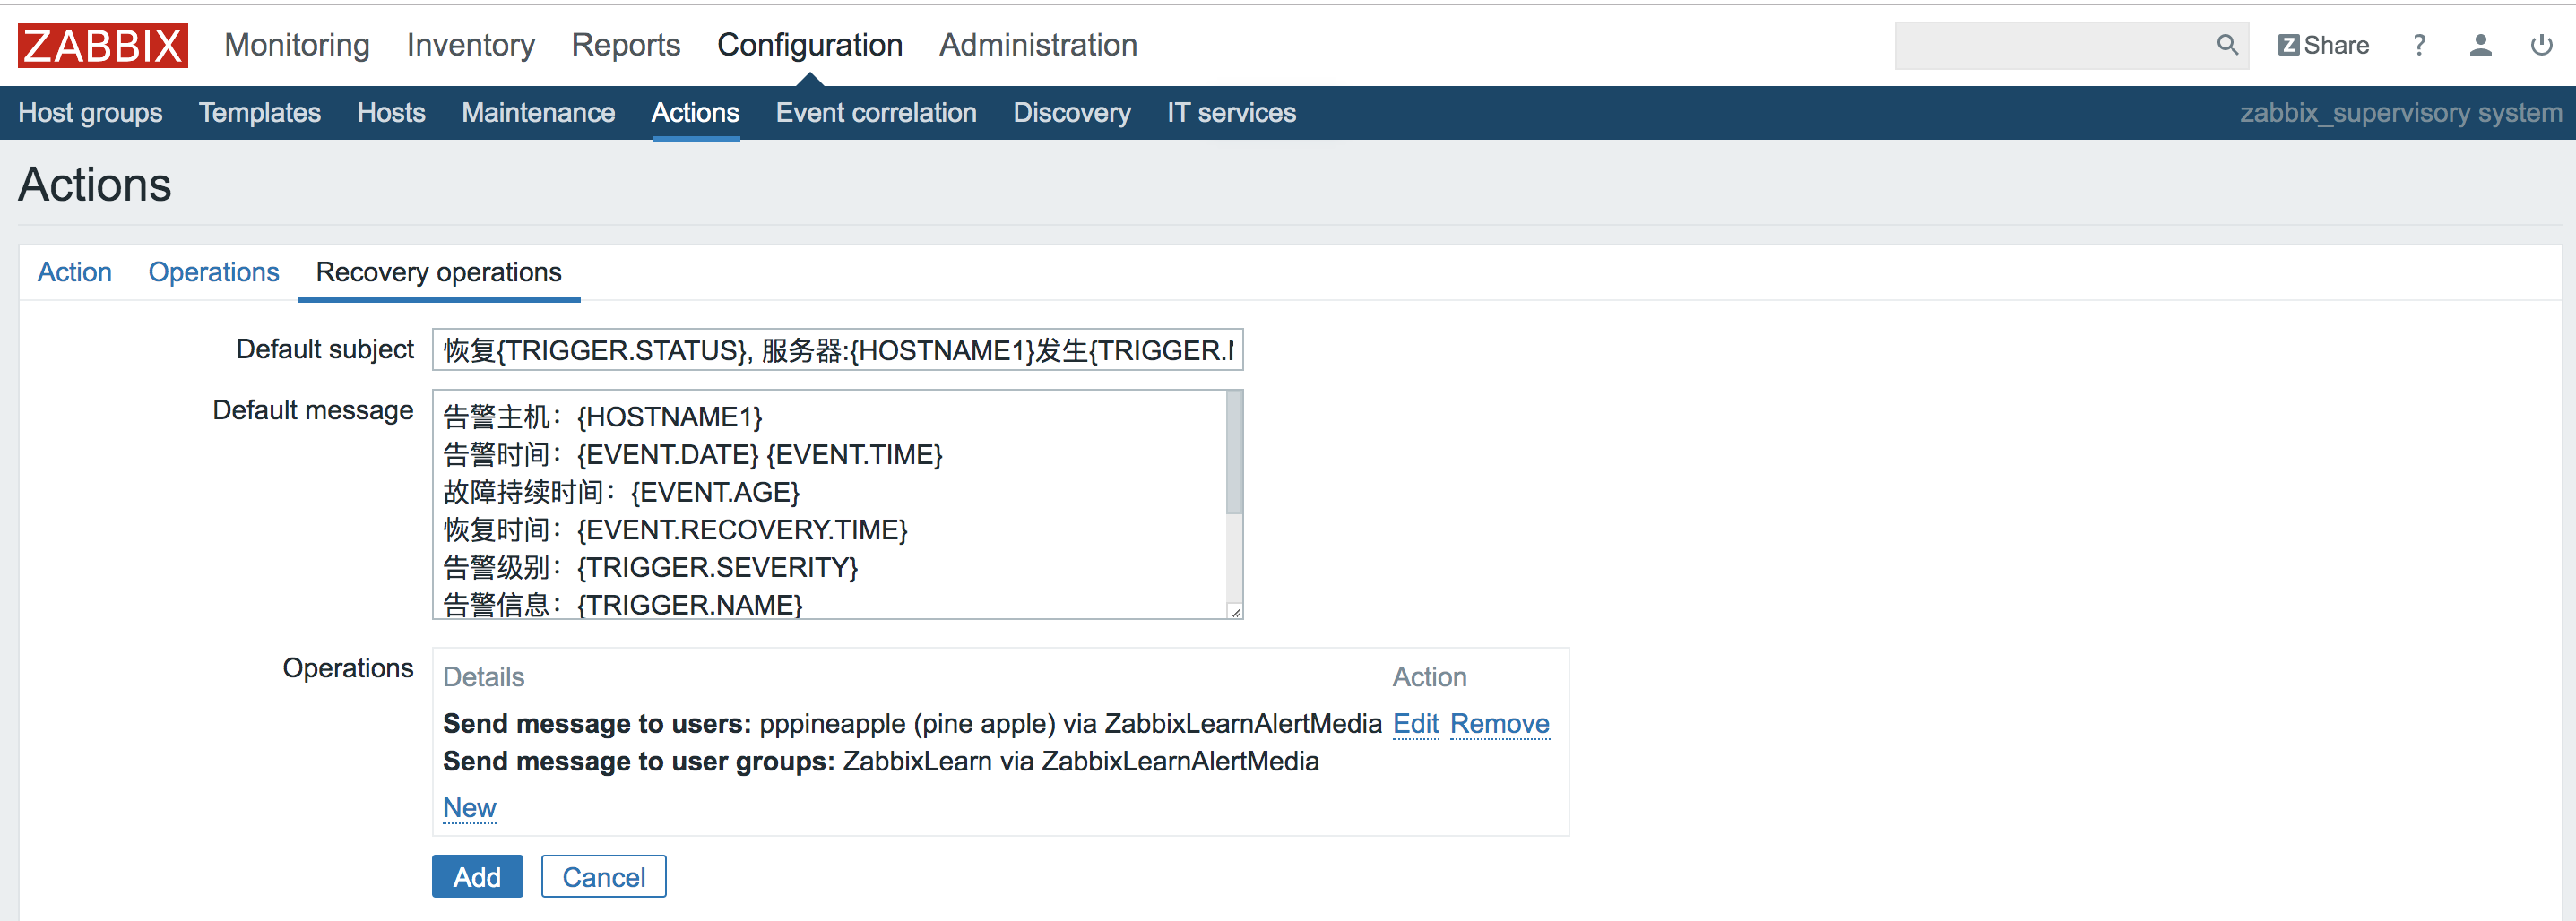 ZABBIX Monitoring Inventory Reports Configuration Administration Z Share ?
Host groups Templates Hosts Maintenance Actions Event correlation Discovery IT services zabbix_supervisory system
Actions
Action Operations Recovery operations
Default subject 恢复{TRIGGER.STATUS}, 服务器:{HOSTNAME1}发生{TRIGGER.
Default message
告警主机：{HOSTNAME1}
告警时间：{EVENT.DATE} {EVENT.TIME}
故障持续时间：{EVENT.AGE}
恢复时间：{EVENT.RECOVERY.TIME}
告警级别：{TRIGGER.SEVERITY}
告警信息：{TRIGGER.NAME}
Operations
Details Action
Send message to users: pppineapple (pine apple) via ZabbixLearnAlertMedia Edit Remove
Send message to user groups: ZabbixLearn via ZabbixLearnAlertMedia
New
Add Cancel